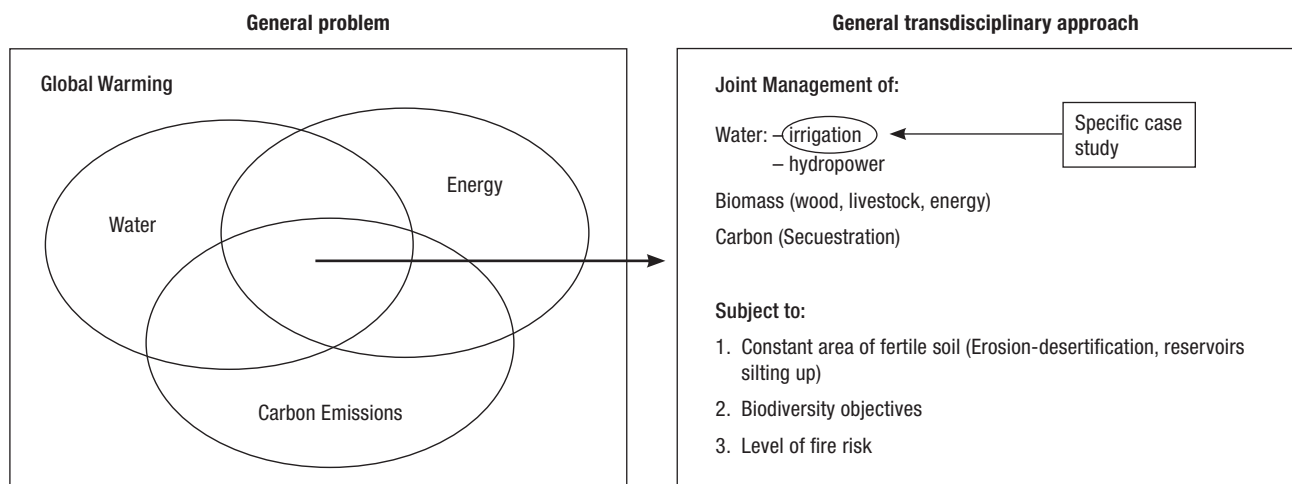 General problem
Global Warming
Water
Energy
Carbon Emissions
General transdisciplinary approach
Joint Management of:
Water: – irrigation
– hydropower
Specific case
study
Biomass (wood, livestock, energy)
Carbon (Secuestration)
Subject to:
1. Constant area of fertile soil (Erosion-desertification, reservoirs
silting up)
2. Biodiversity objectives
3. Level of fire risk